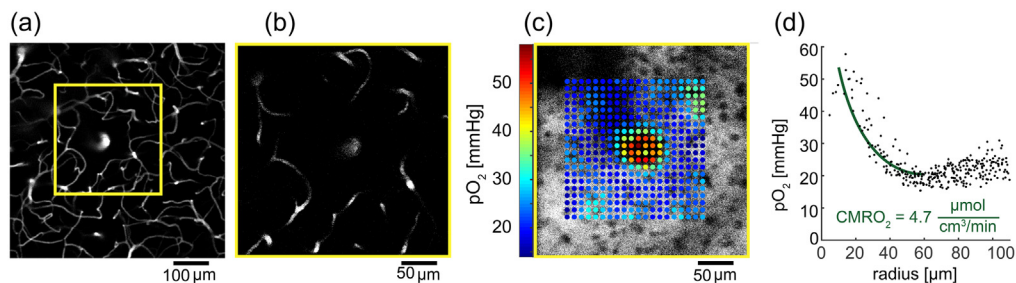 (a)
(b)
(c)
(d)
100 µm
50 µm
pO₂ [mmHg]
50
40
30
20
50 µm
pO₂ [mmHg]
60
50
40
30
20
10
0
CMRO₂ = 4.7 µmol
cm³/min
0 20 40 60 80 100
radius [µm]